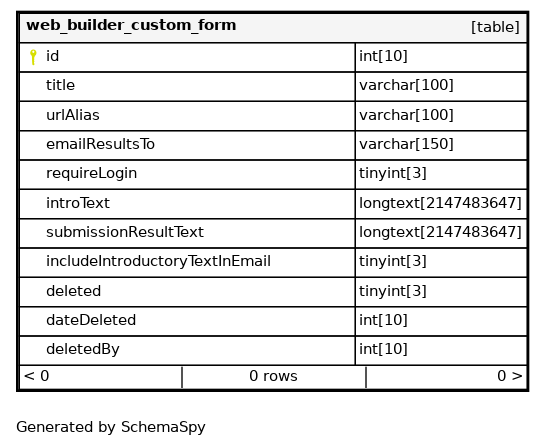 web_builder_custom_form [table]
id int[10]
title varchar[100]
urlAlias varchar[100]
emailResultsTo varchar[150]
requireLogin tinyint[3]
introText longtext[2147483647]
submissionResultText longtext[2147483647]
includeIntroductoryTextInEmail tinyint[3]
deleted tinyint[3]
dateDeleted int[10]
deletedBy int[10]
< 0 0 rows 0 >
Generated by SchemaSpy